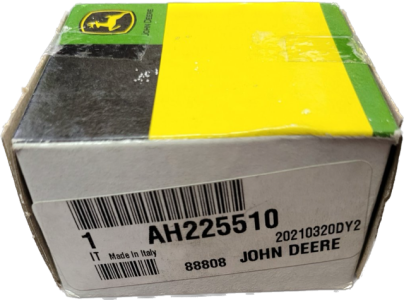 JOHN DEERE
1 AH225510
IT Made in Italy 20210320DY2
88808 JOHN DEERE